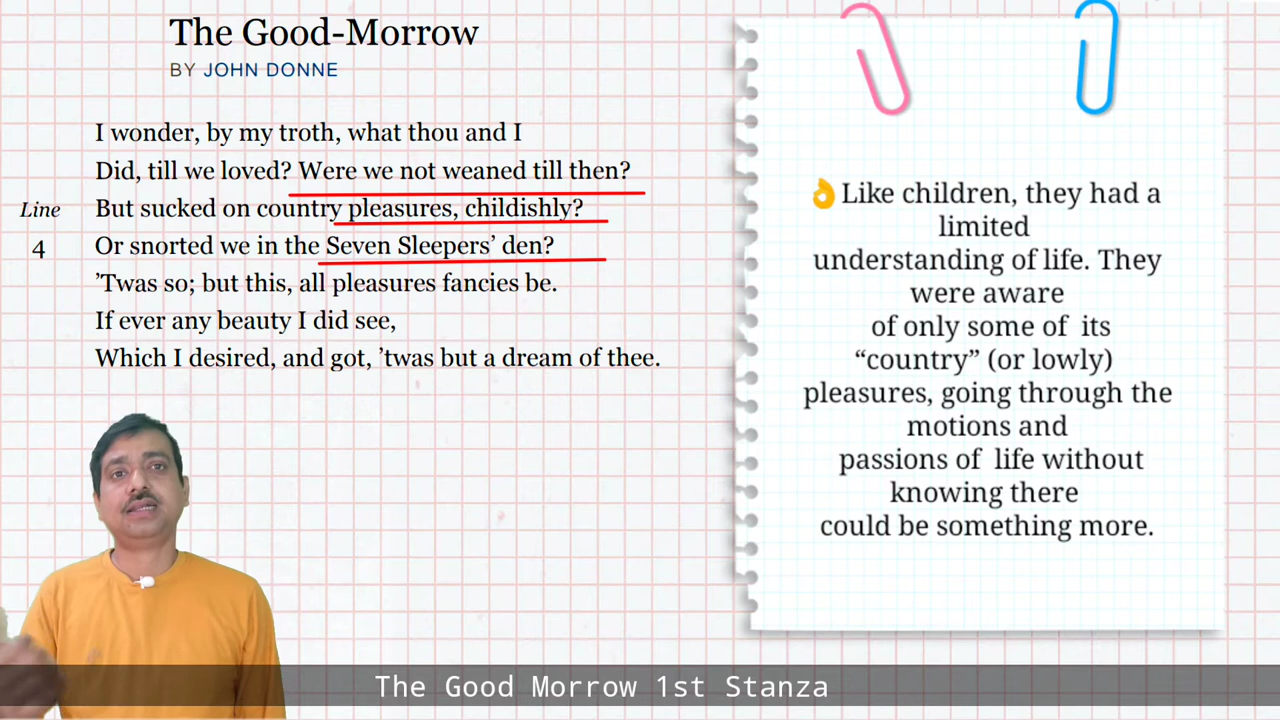 The Good-Morrow
BY JOHN DONNE
I wonder, by my troth, what thou and I
Did, till we loved? Were we not weaned till then?
Line But sucked on country pleasures, childishly?
4 Or snorted we in the Seven Sleepers’ den?
’Twas so; but this, all pleasures fancies be.
If ever any beauty I did see,
Which I desired, and got, ’twas but a dream of thee.
👌Like children, they had a
limited
understanding of life. They
were aware
of only some of its
“country” (or lowly)
pleasures, going through the
motions and
passions of life without
knowing there
could be something more.
The Good Morrow 1st Stanza